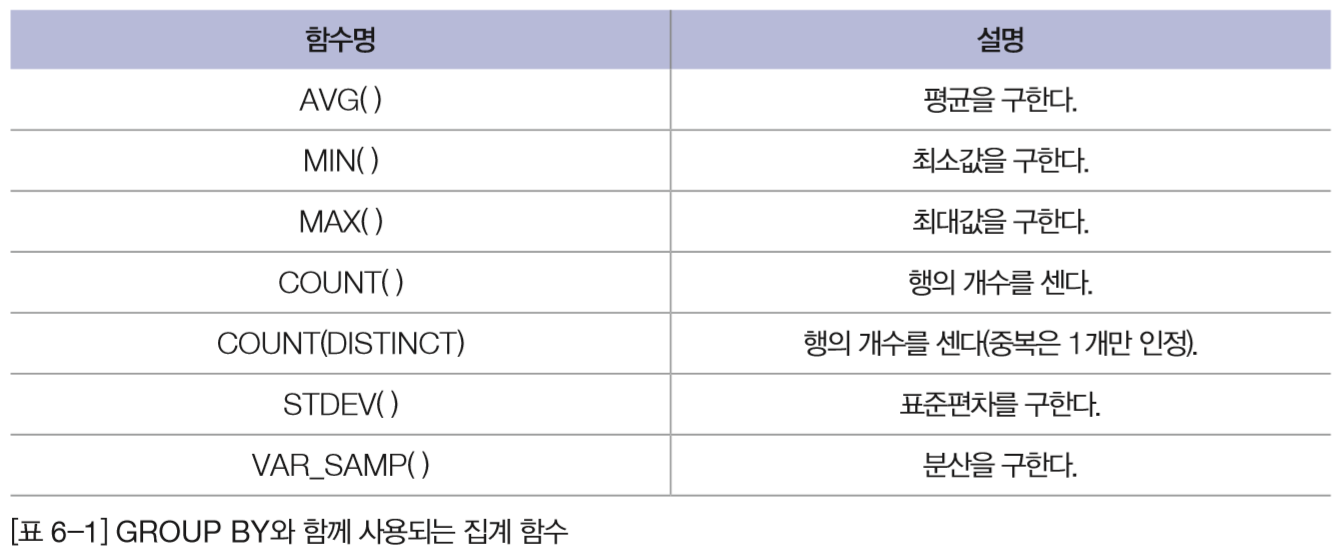 함수명 설명
AVG( ) 평균을 구한다.
MIN( ) 최소값을 구한다.
MAX( ) 최대값을 구한다.
COUNT( ) 행의 개수를 센다.
COUNT(DISTINCT) 행의 개수를 센다(중복은 1개만 인정).
STDEV( ) 표준편차를 구한다.
VAR_SAMP( ) 분산을 구한다.
[표 6-1] GROUP BY와 함께 사용되는 집계 함수